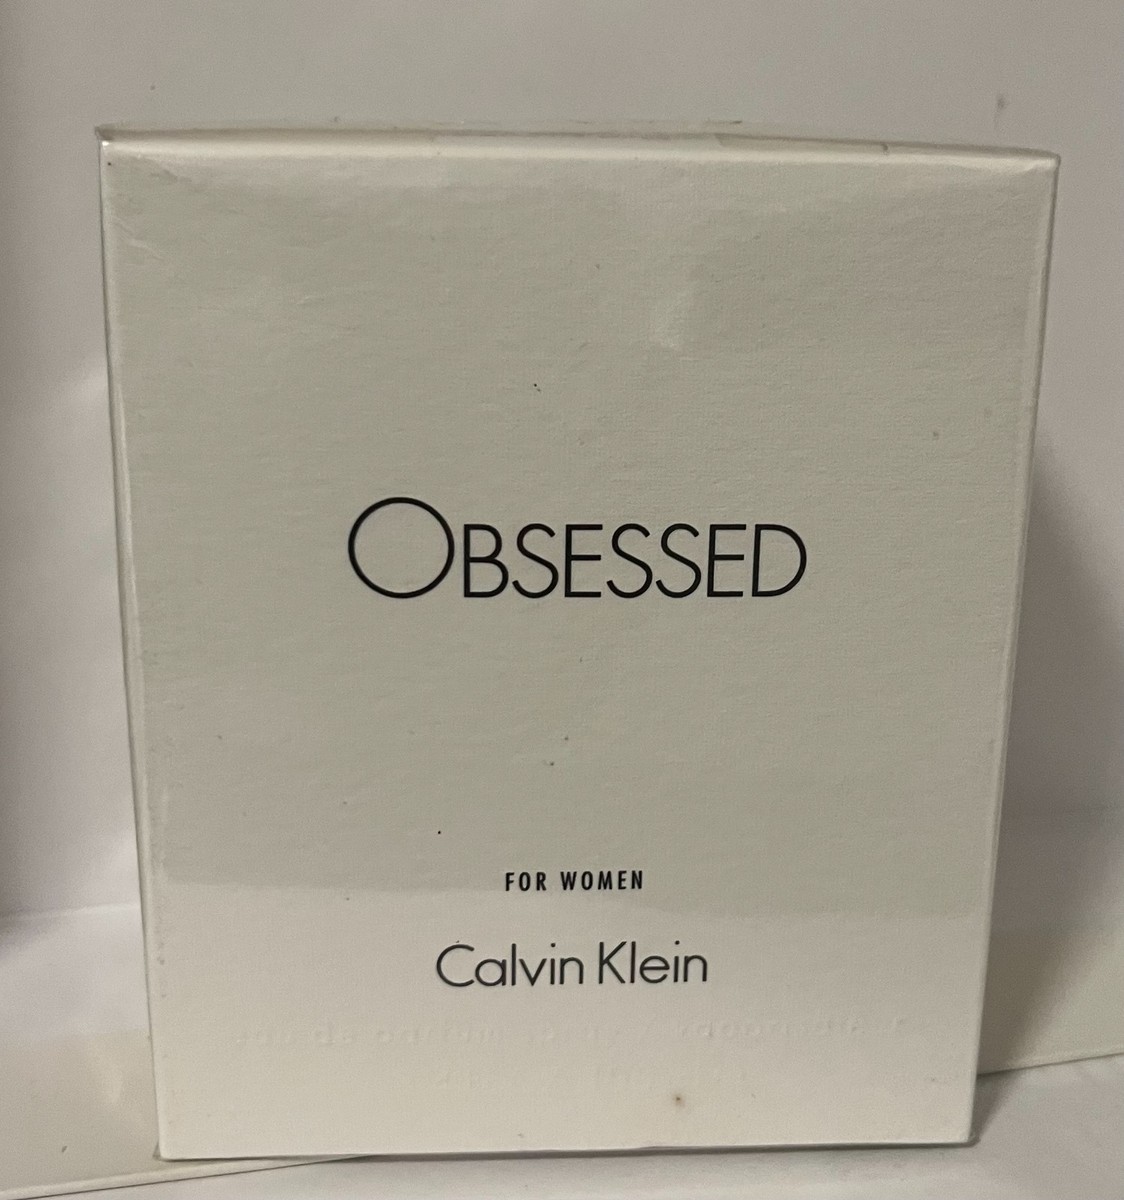 OBSESSED
FOR WOMEN
Calvin Klein